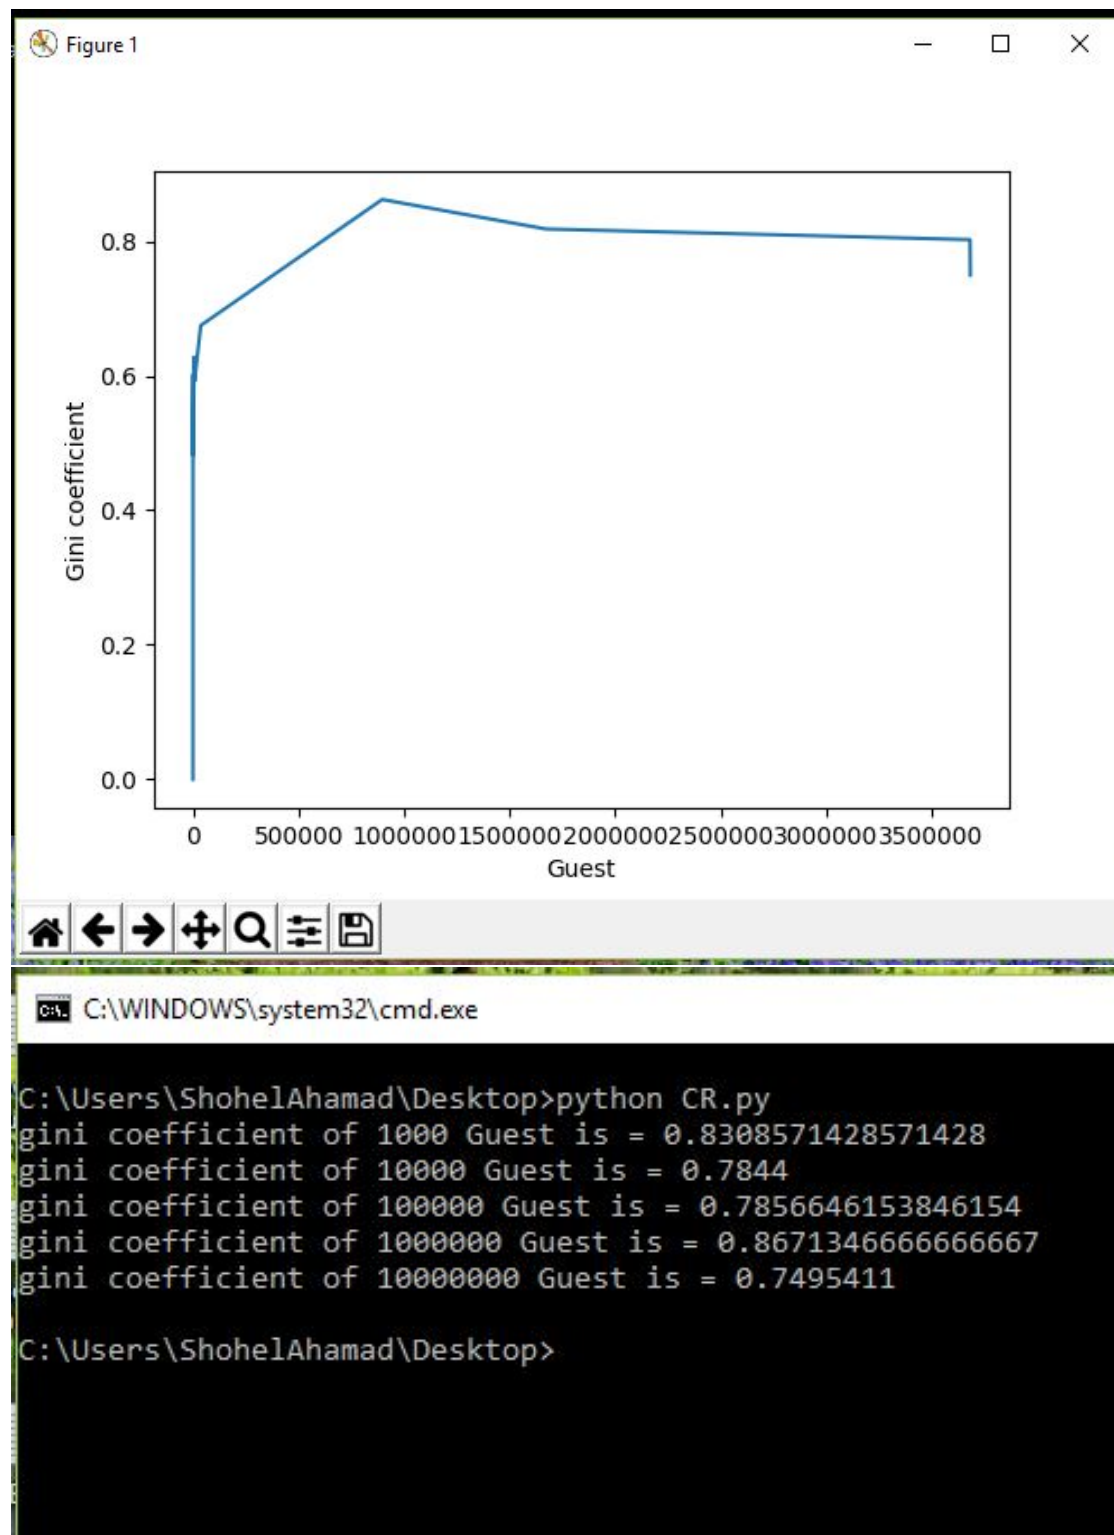 Figure 1
0.8
0.6
0.4
0.2
0.0
Gini coefficient
0 500000 1000000 1500000 2000000 2500000 3000000 3500000
Guest
C:\WINDOWS\system32\cmd.exe
C:\Users\ShohelAhamad\Desktop>python CR.py
gini coefficient of 1000 Guest is = 0.8308571428571428
gini coefficient of 10000 Guest is = 0.7844
gini coefficient of 100000 Guest is = 0.7856646153846154
gini coefficient of 1000000 Guest is = 0.8671346666666667
gini coefficient of 10000000 Guest is = 0.7495411
C:\Users\ShohelAhamad\Desktop>